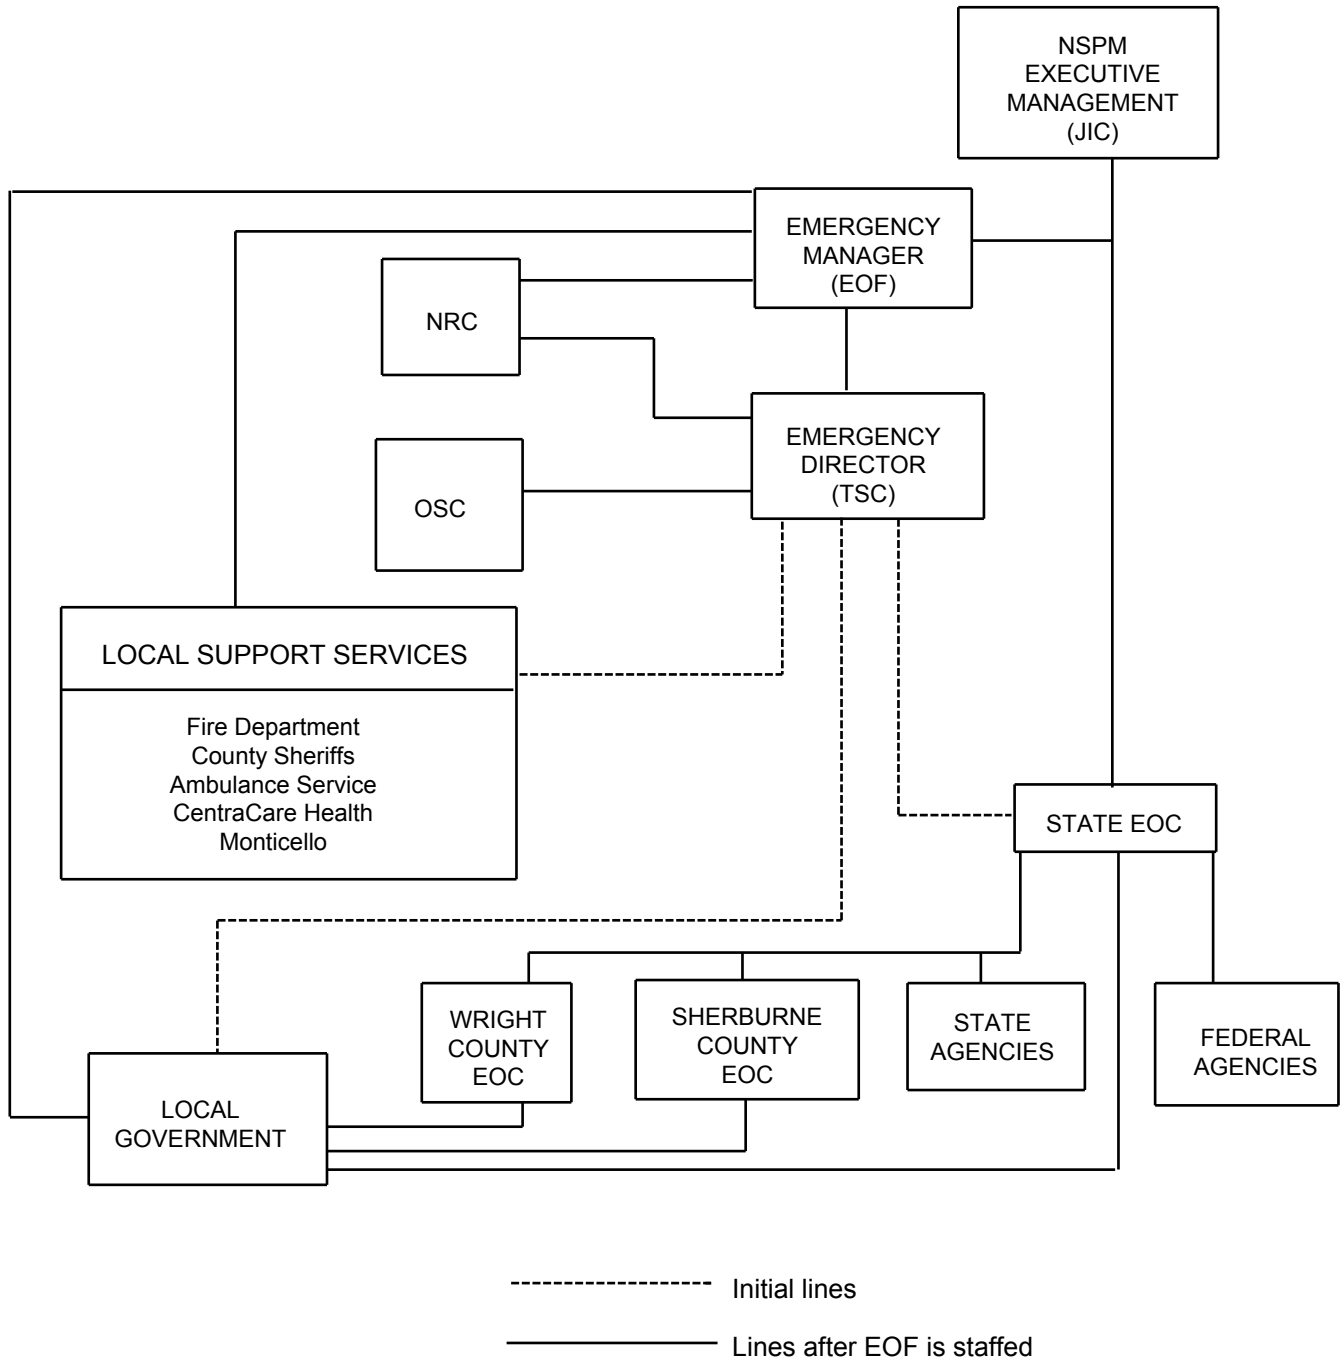 NSPM
EXECUTIVE
MANAGEMENT
(JIC)
EMERGENCY
MANAGER
(EOF)
NRC
EMERGENCY
DIRECTOR
(TSC)
OSC
LOCAL SUPPORT SERVICES
Fire Department
County Sheriffs
Ambulance Service
CentraCare Health
Monticello
STATE EOC
WRIGHT
COUNTY
EOC
SHERBURNE
COUNTY
EOC
STATE
AGENCIES
FEDERAL
AGENCIES
LOCAL
GOVERNMENT
Initial lines
Lines after EOF is staffed